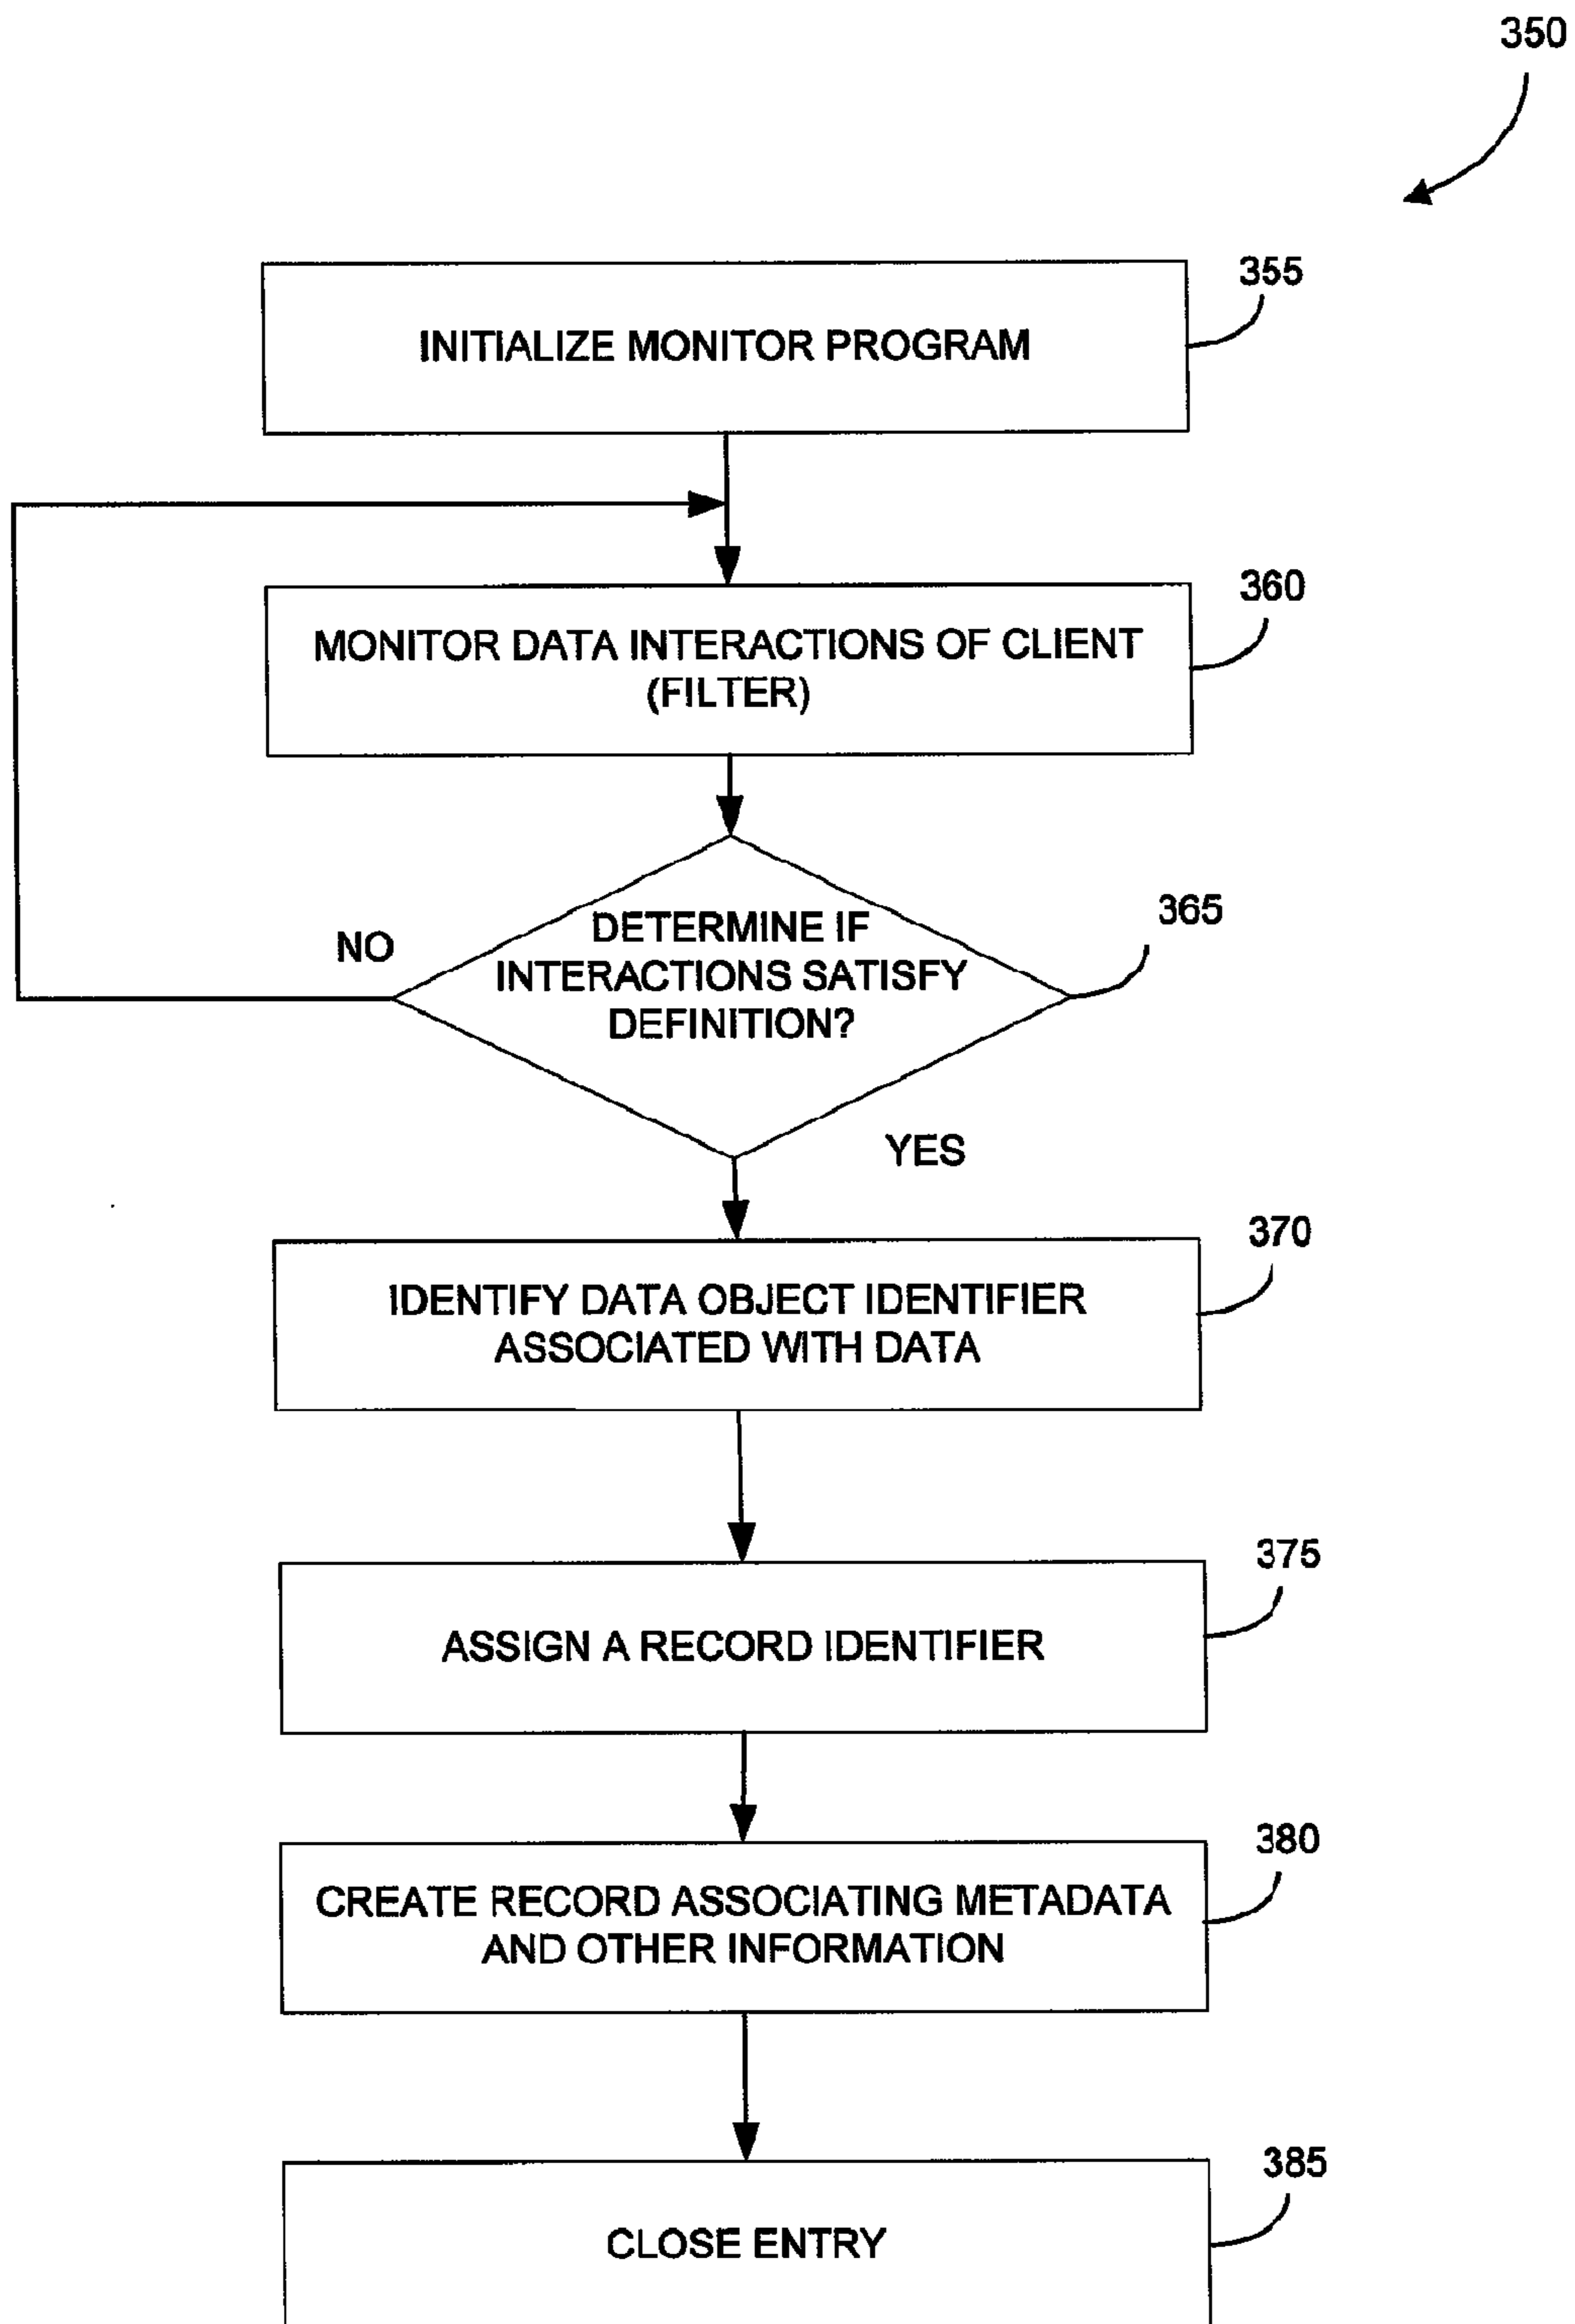 350
355
INITIALIZE MONITOR PROGRAM
360
MONITOR DATA INTERACTIONS OF CLIENT
(FILTER)
365
NO
DETERMINE IF
INTERACTIONS SATISFY
DEFINITION?
YES
370
IDENTIFY DATA OBJECT IDENTIFIER
ASSOCIATED WITH DATA
375
ASSIGN A RECORD IDENTIFIER
380
CREATE RECORD ASSOCIATING METADATA
AND OTHER INFORMATION
385
CLOSE ENTRY